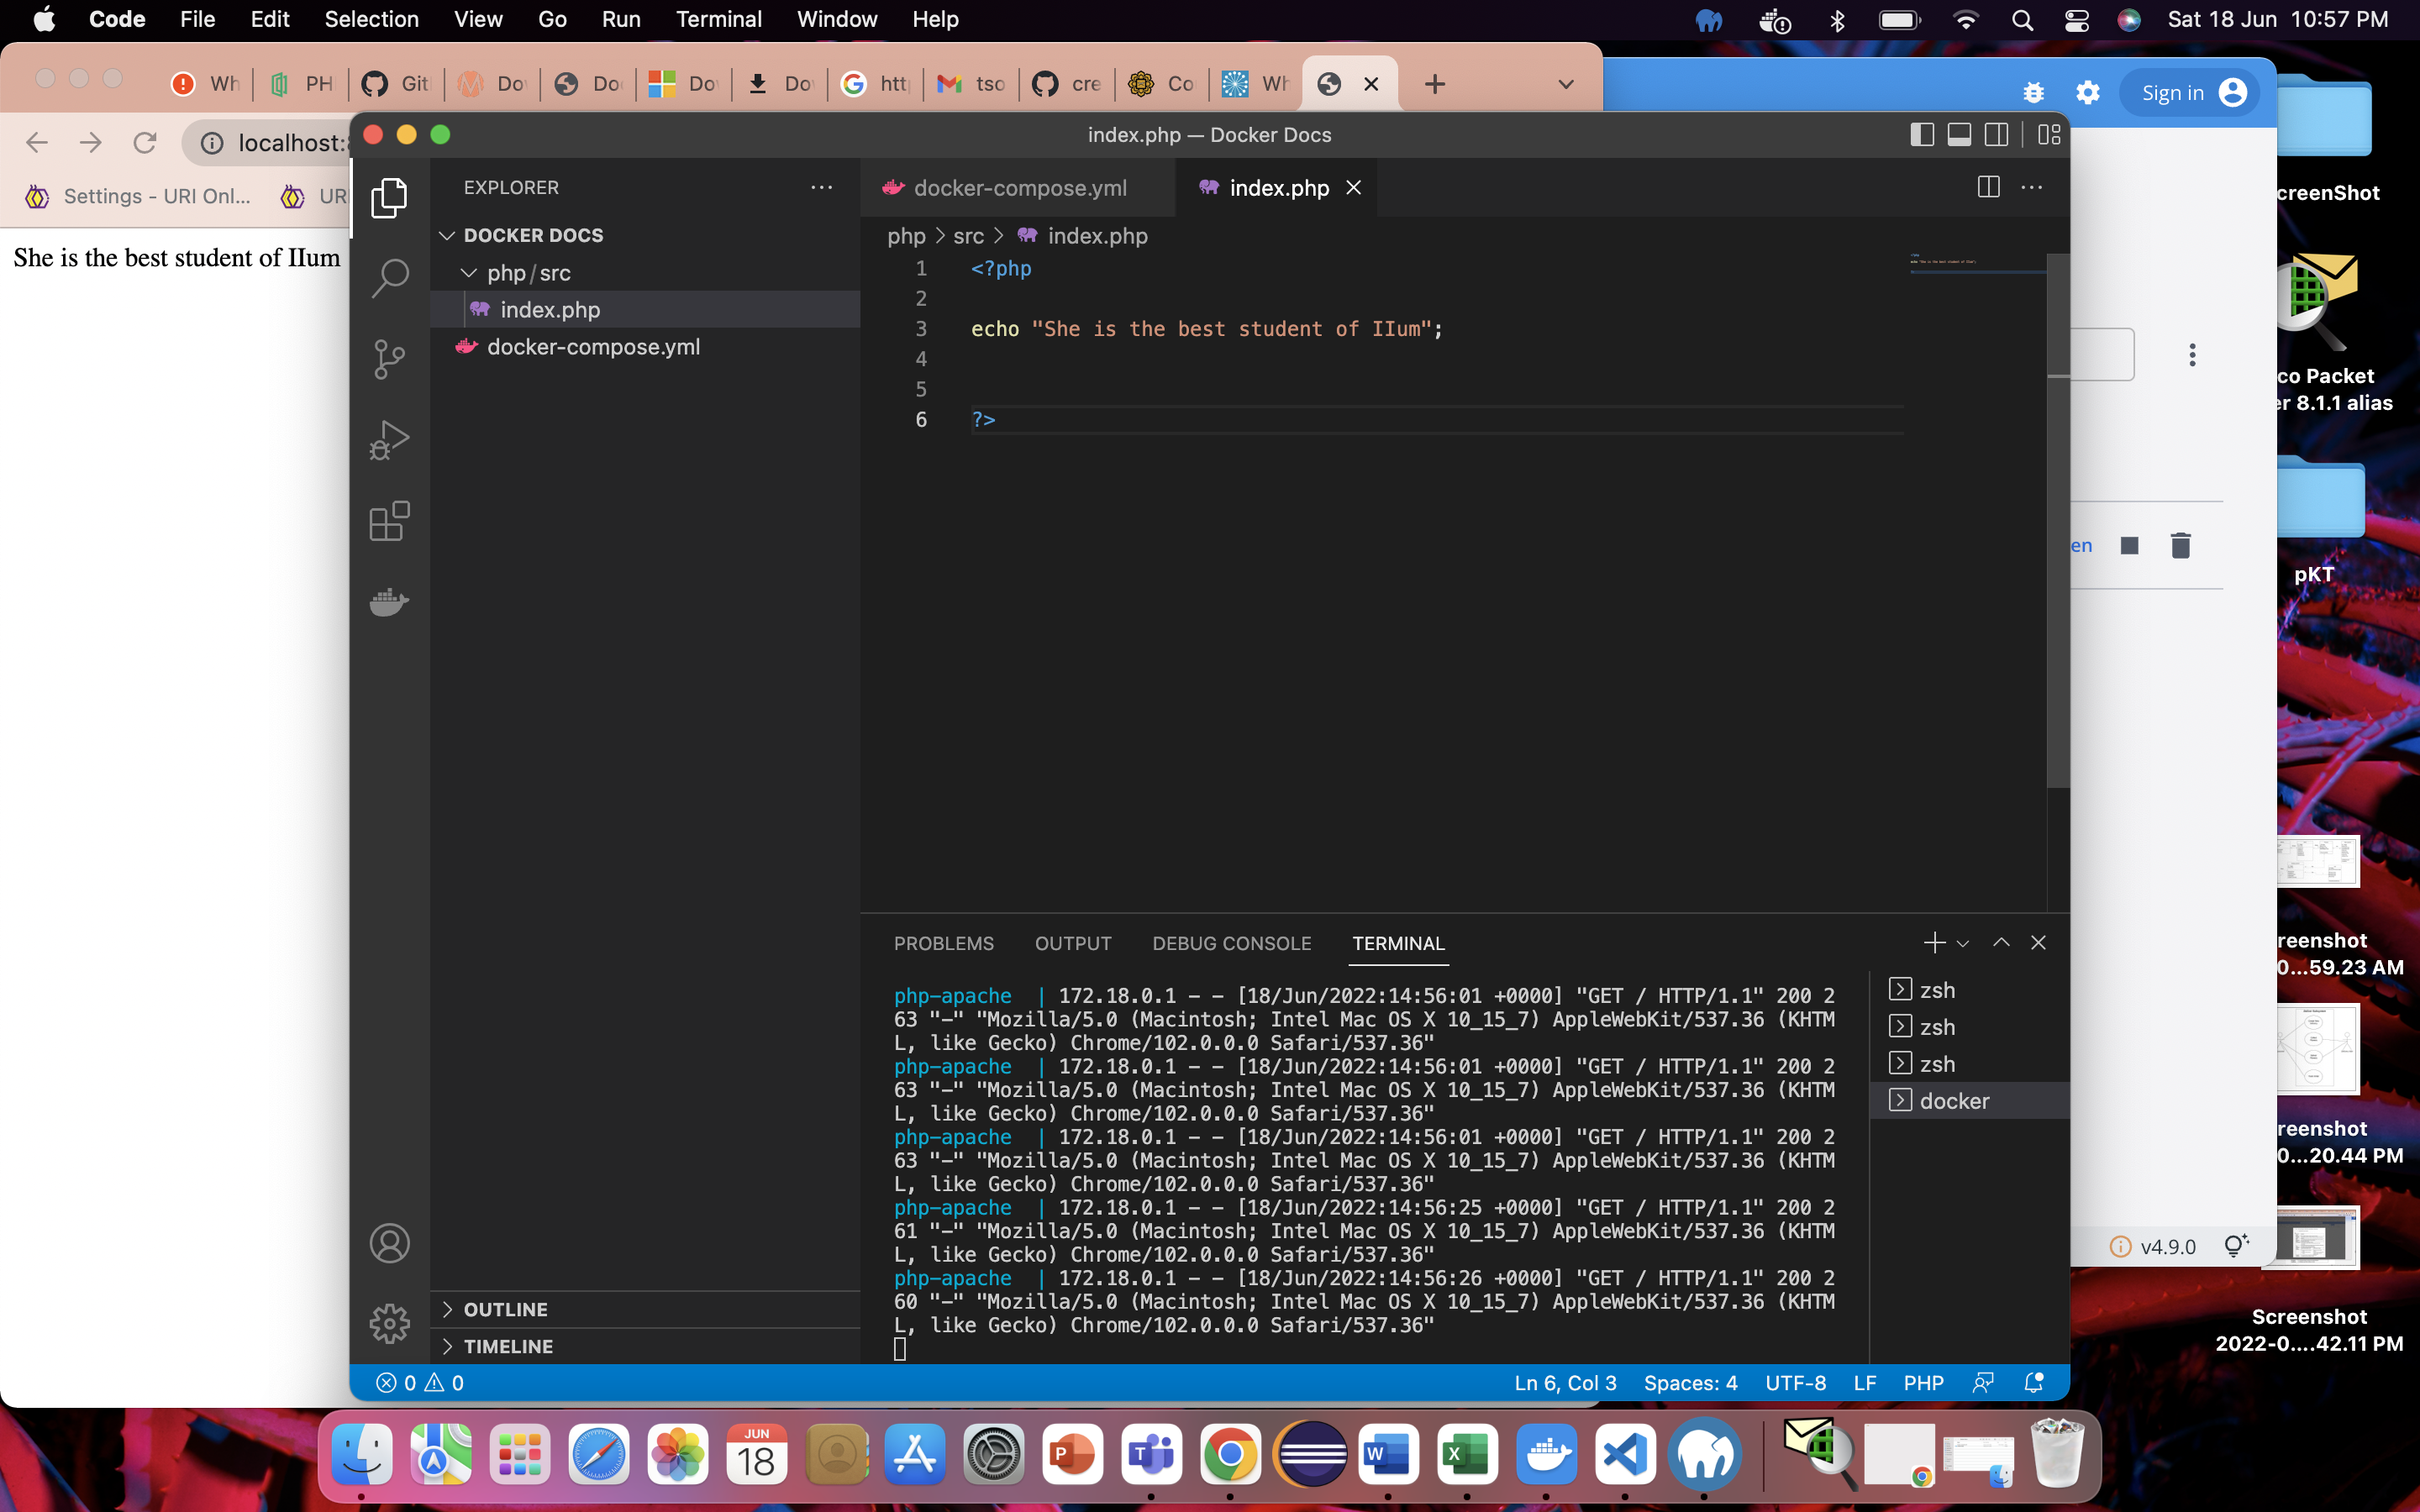 Code File Edit Selection View Go Run Terminal Window Help Sat 18 Jun 10:57 PM
Wh PH Git Do Do Do Do htt tso cre Co Wh
Sign in
localhost:
Settings - URI Onl... UR
She is the best student of IIum
index.php — Docker Docs
EXPLORER
DOCKER DOCS
php/src
index.php
docker-compose.yml
OUTLINE
TIMELINE
docker-compose.yml index.php
php > src > index.php
1 <?php
2
3 echo "She is the best student of IIum";
4
5
6 ?>
PROBLEMS OUTPUT DEBUG CONSOLE TERMINAL
php-apache | 172.18.0.1 - - [18/Jun/2022:14:56:01 +0000] "GET / HTTP/1.1" 200 2
63 "-" "Mozilla/5.0 (Macintosh; Intel Mac OS X 10_15_7) AppleWebKit/537.36 (KHTM
L, like Gecko) Chrome/102.0.0.0 Safari/537.36"
php-apache | 172.18.0.1 - - [18/Jun/2022:14:56:01 +0000] "GET / HTTP/1.1" 200 2
63 "-" "Mozilla/5.0 (Macintosh; Intel Mac OS X 10_15_7) AppleWebKit/537.36 (KHTM
L, like Gecko) Chrome/102.0.0.0 Safari/537.36"
php-apache | 172.18.0.1 - - [18/Jun/2022:14:56:01 +0000] "GET / HTTP/1.1" 200 2
63 "-" "Mozilla/5.0 (Macintosh; Intel Mac OS X 10_15_7) AppleWebKit/537.36 (KHTM
L, like Gecko) Chrome/102.0.0.0 Safari/537.36"
php-apache | 172.18.0.1 - - [18/Jun/2022:14:56:25 +0000] "GET / HTTP/1.1" 200 2
61 "-" "Mozilla/5.0 (Macintosh; Intel Mac OS X 10_15_7) AppleWebKit/537.36 (KHTM
L, like Gecko) Chrome/102.0.0.0 Safari/537.36"
php-apache | 172.18.0.1 - - [18/Jun/2022:14:56:26 +0000] "GET / HTTP/1.1" 200 2
60 "-" "Mozilla/5.0 (Macintosh; Intel Mac OS X 10_15_7) AppleWebKit/537.36 (KHTM
L, like Gecko) Chrome/102.0.0.0 Safari/537.36"
zsh
zsh
zsh
docker
0 0 Ln 6, Col 3 Spaces: 4 UTF-8 LF PHP
en
v4.9.0
creenShot
co Packet
er 8.1.1 alias
pKT
reenshot
0...59.23 AM
reenshot
0...20.44 PM
Screenshot
2022-0....42.11 PM
JUN
18
P
T
W
X